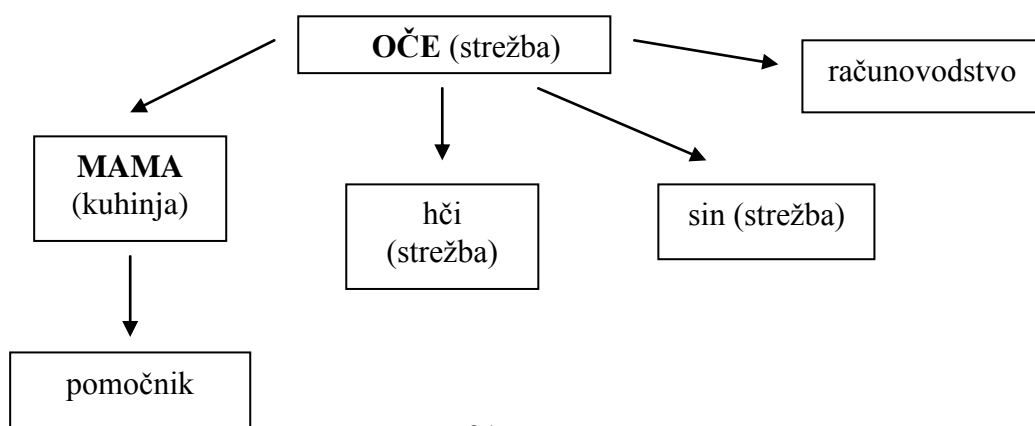 OČE (strežba)
računovodstvo
MAMA
(kuhinja)
hči
(strežba)
sin (strežba)
pomočnik